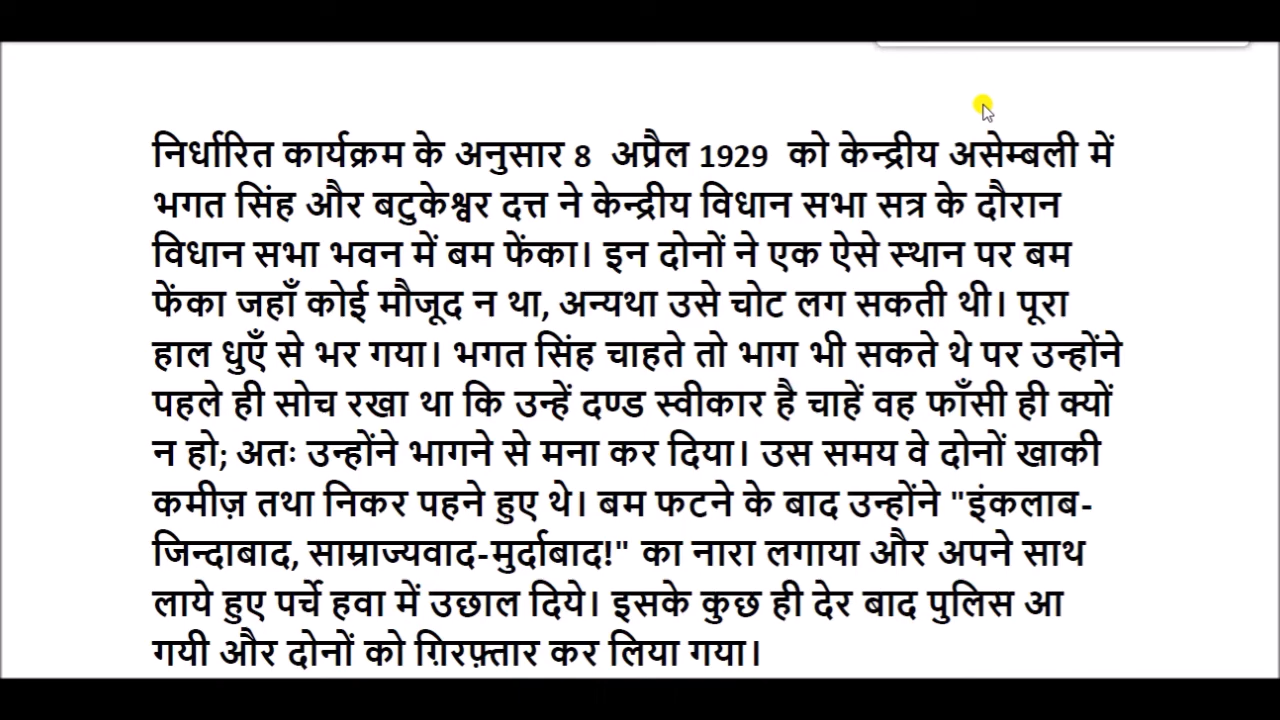 निर्धारित कार्यक्रम के अनुसार 8 अप्रैल 1929 को केन्द्रीय असेम्बली में
भगत सिंह और बटुकेश्वर दत्त ने केन्द्रीय विधान सभा सत्र के दौरान
विधान सभा भवन में बम फेंका। इन दोनों ने एक ऐसे स्थान पर बम
फेंका जहाँ कोई मौजूद न था, अन्यथा उसे चोट लग सकती थी। पूरा
हाल धुएँ से भर गया। भगत सिंह चाहते तो भाग भी सकते थे पर उन्होंने
पहले ही सोच रखा था कि उन्हें दण्ड स्वीकार है चाहें वह फाँसी ही क्यों
न हो; अतः उन्होंने भागने से मना कर दिया। उस समय वे दोनों खाकी
कमीज़ तथा निकर पहने हुए थे। बम फटने के बाद उन्होंने "इंकलाब-
जिन्दाबाद, साम्राज्यवाद-मुर्दाबाद!" का नारा लगाया और अपने साथ
लाये हुए पर्चे हवा में उछाल दिये। इसके कुछ ही देर बाद पुलिस आ
गयी और दोनों को ग़िरफ़्तार कर लिया गया।